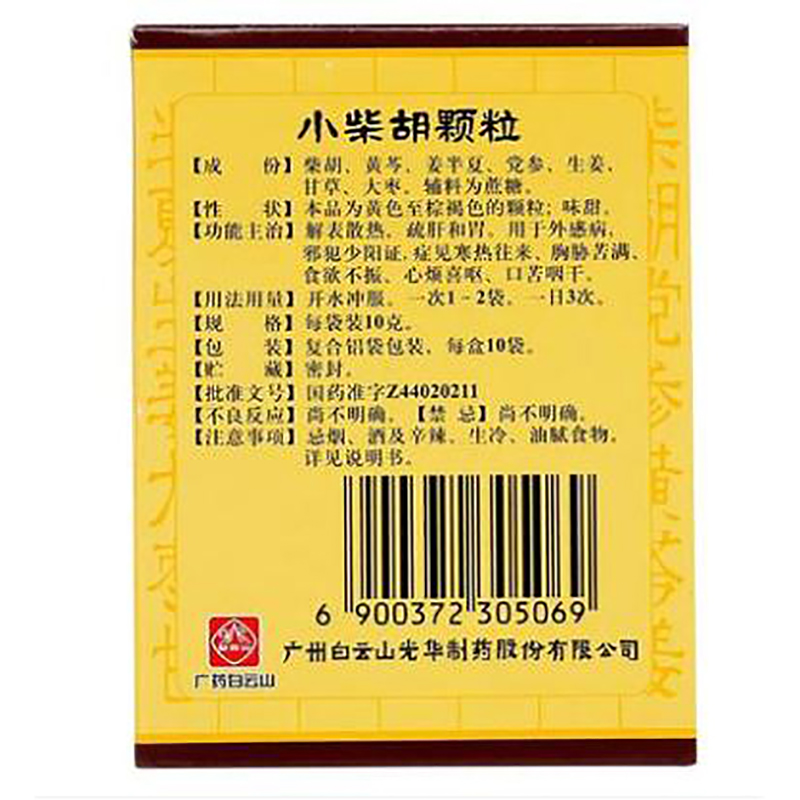 小柴胡颗粒
【成　份】柴胡、黄芩、姜半夏、党参、生姜、
甘草、大枣。辅料为蔗糖。
【性　状】本品为黄色至棕褐色的颗粒；味甜。
【功能主治】解表散热，疏肝和胃。用于外感病，
邪犯少阳证,症见寒热往来、胸胁苦满、
食欲不振、心烦喜呕、口苦咽干。
【用法用量】开水冲服。一次1-2袋。一日3次。
【规　格】每袋装10克。
【包　装】复合铝袋包装，每盒10袋。
【贮　藏】密封。
【批准文号】国药准字Z44020211
【不良反应】尚不明确。【禁 忌】尚不明确。
【注意事项】忌烟、酒及辛辣、生冷、油腻食物。
详见说明书。
6 900372 305069
广药白云山
广州白云山光华制药股份有限公司